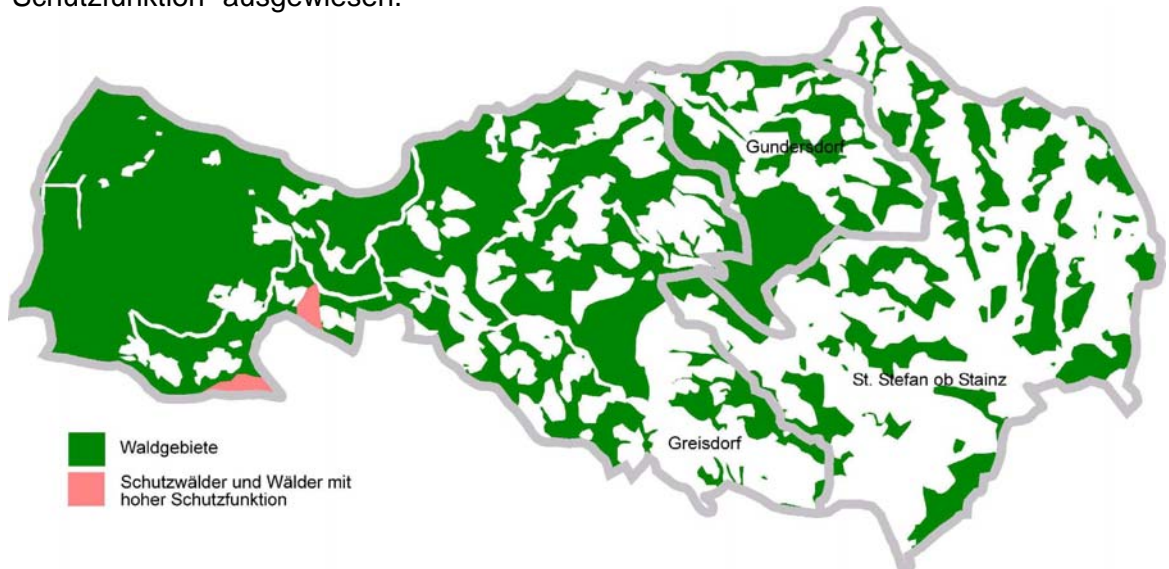 Schutzfunktion" ausgewiesen.
Gundersdorf
St. Stefan ob Stainz
Greisdorf
Waldgebiete
Schutzwälder und Wälder mit
hoher Schutzfunktion